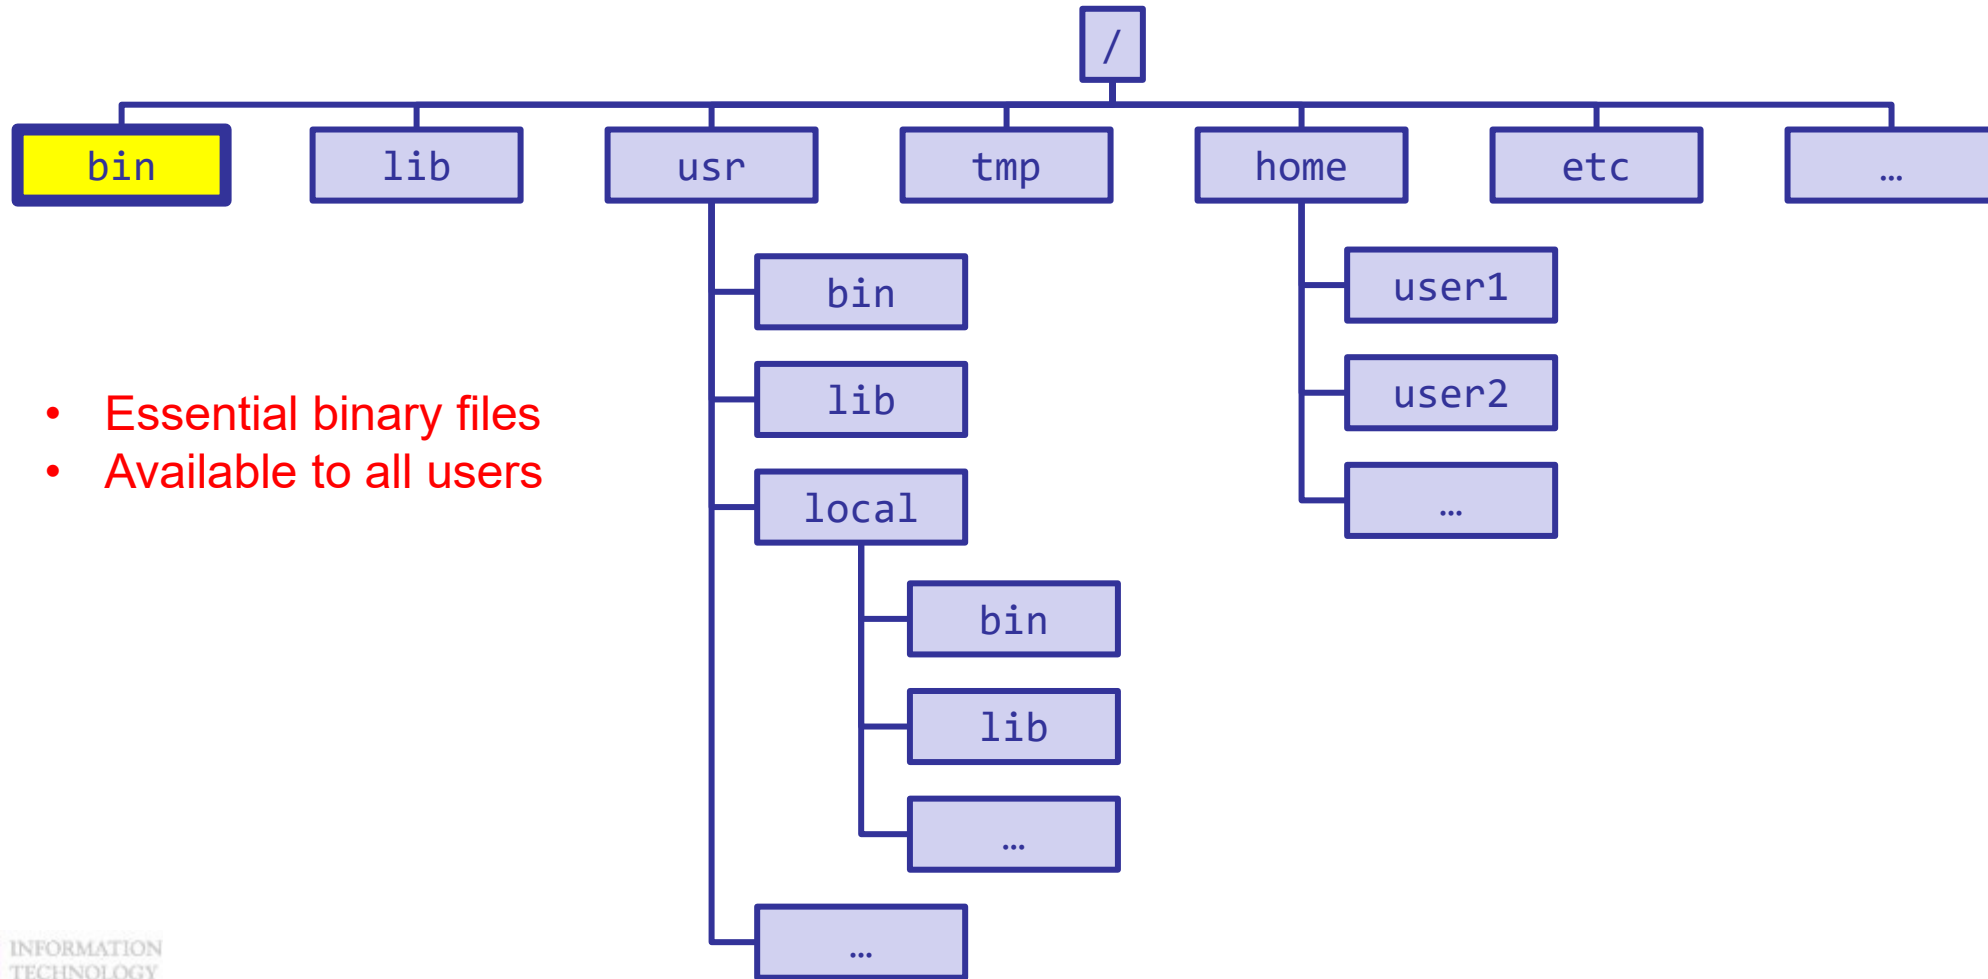 /
bin
lib
usr
tmp
home
etc
…
bin
user1
lib
user2
• Essential binary files
• Available to all users
local
…
bin
lib
…
…
INFORMATION
TECHNOLOGY